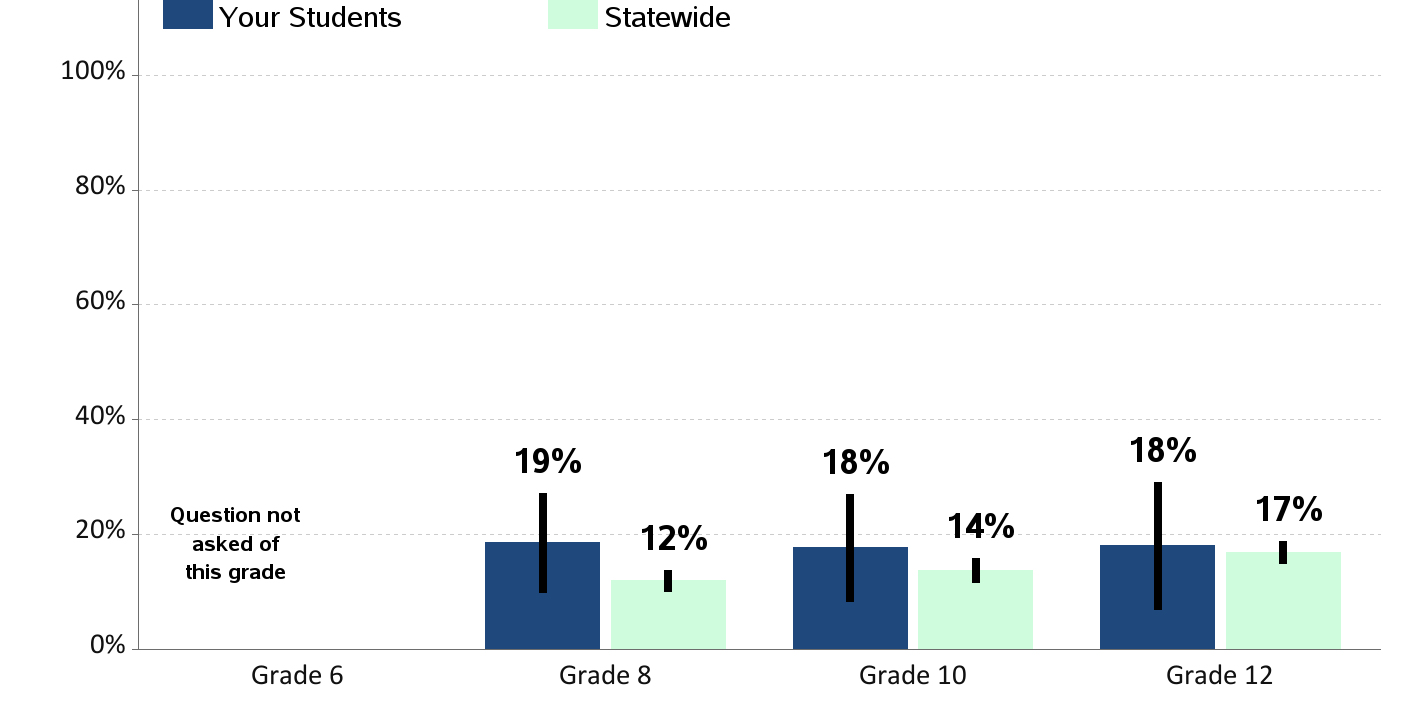 Your Students Statewide
100%
80%
60%
40%
20%
0%
19%
18%
18%
12%
14%
17%
Question not
asked of
this grade
Grade 6 Grade 8 Grade 10 Grade 12